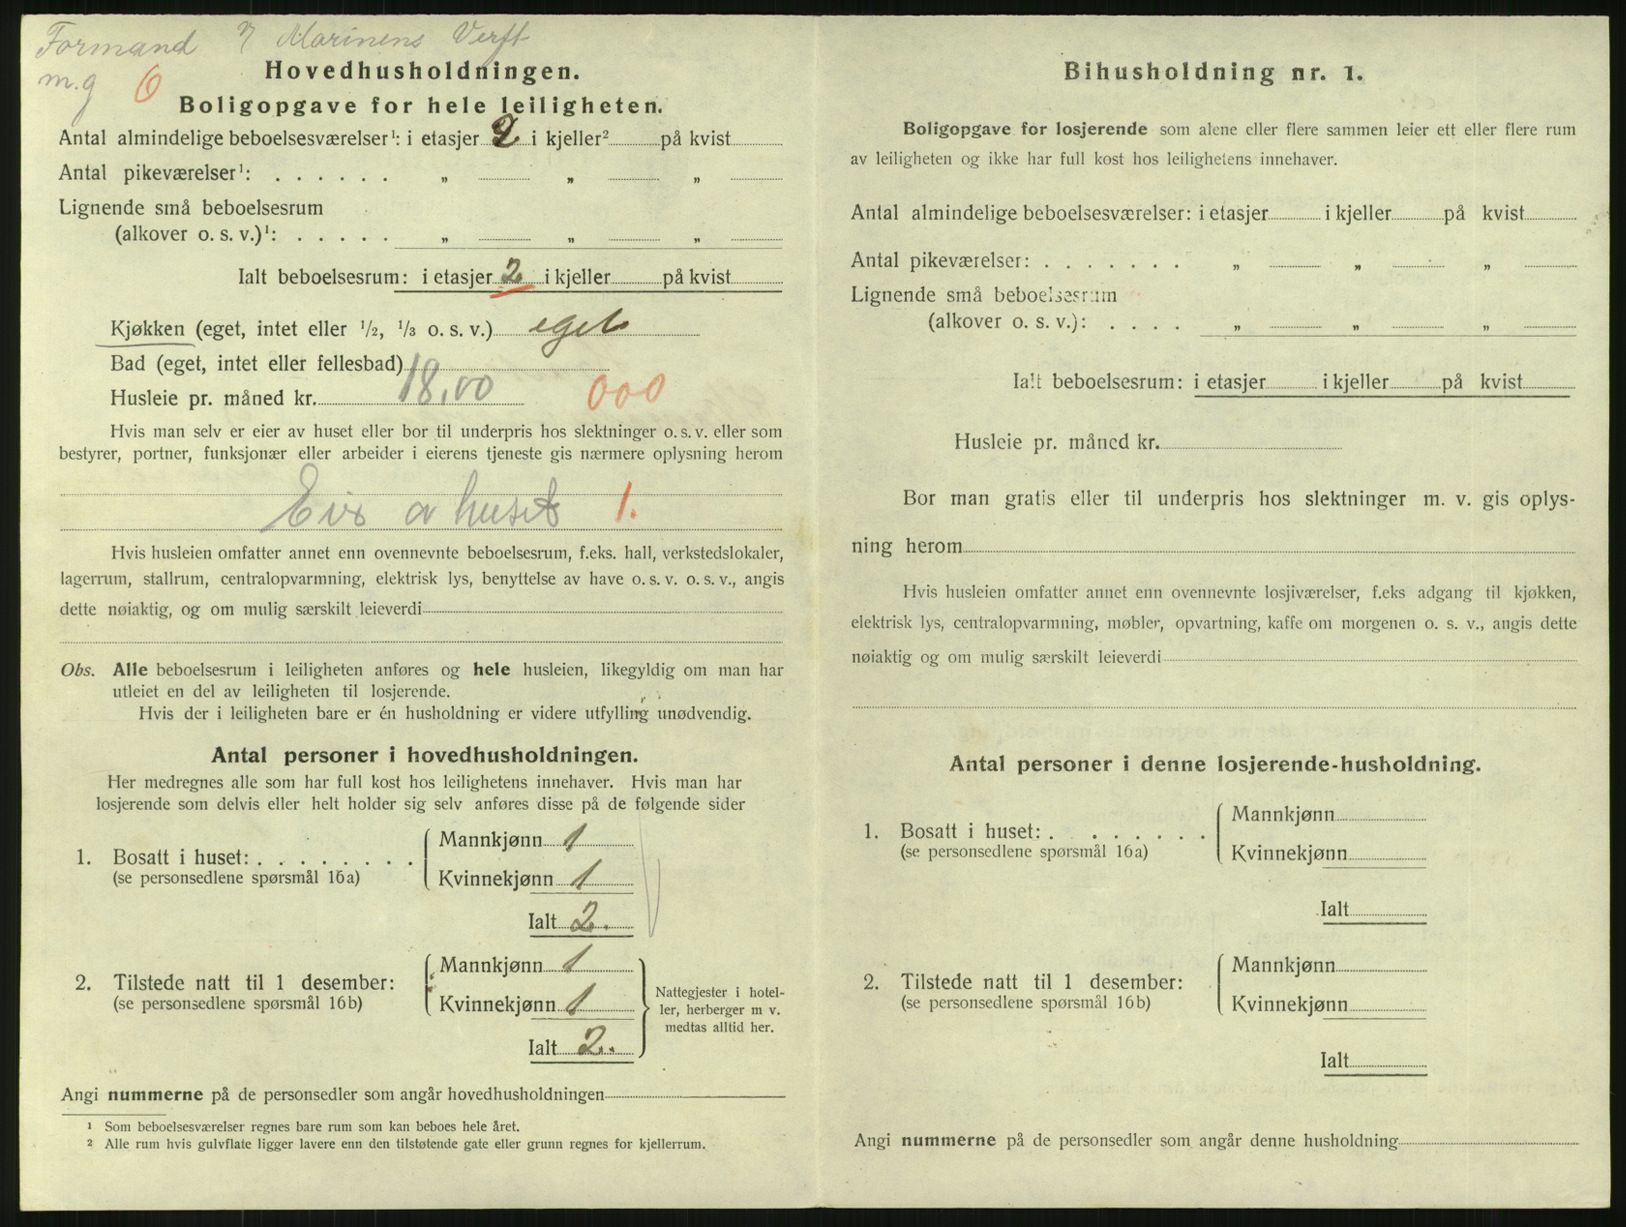 Formand v Marinens Verft
m.g 6
Hovedhusholdningen.
Boligopgave for hele leiligheten.
Antal almindelige beboelsesværelser¹: i etasjer 2 i kjeller² på kvist
Antal pikeværelser¹: . . . . . . „ „ „
Lignende små beboelsesrum
(alkover o. s. v.)¹: . . . . . „ „ „
Ialt beboelsesrum: i etasjer 2 i kjeller på kvist
Kjøkken (eget, intet eller 1/2, 1/3 o. s. v.) eget
Bad (eget, intet eller fellesbad)
Husleie pr. måned kr. 18,00 000
Hvis man selv er eier av huset eller bor til underpris hos slektninger o. s. v. eller som
bestyrer, portner, funksjonær eller arbeider i eierens tjeneste gis nærmere oplysning herom
Eier a huset 1.
Hvis husleien omfatter annet enn ovennevnte beboelsesrum, f.eks. hall, verkstedslokaler,
lagerrum, stallrum, centralopvarmning, elektrisk lys, benyttelse av have o. s. v. o. s. v., angis
dette nøiaktig, og om mulig særskilt leieverdi
Obs. Alle beboelsesrum i leiligheten anføres og hele husleien, likegyldig om man har
utleiet en del av leiligheten til losjerende.
Hvis der i leiligheten bare er én husholdning er videre utfylling unødvendig.
Antal personer i hovedhusholdningen.
Her medregnes alle som har full kost hos leilighetens innehaver. Hvis man har
losjerende som delvis eller helt holder sig selv anføres disse på de følgende sider
Mannkjønn 1
1. Bosatt i huset: . . . . . . . .
(se personsedlene spørsmål 16a)
Kvinnekjønn 1
Ialt 2.
Mannkjønn 1
2. Tilstede natt til 1 desember:
(se personsedlene spørsmål 16b)
Kvinnekjønn 1
Ialt 2.
Nattegjester i hotel-
ler, herberger m v.
medtas alltid her.
Angi nummerne på de personsedler som angår hovedhusholdningen
¹ Som beboelsesværelser regnes bare rum som kan beboes hele året.
² Alle rum hvis gulvflate ligger lavere enn den tilstøtende gate eller grunn regnes for kjellerrum.
Bihusholdning nr. 1.
Boligopgave for losjerende som alene eller flere sammen leier ett eller flere rum
av leiligheten og ikke har full kost hos leilighetens innehaver.
Antal almindelige beboelsesværelser: i etasjer i kjeller på kvist
Antal pikeværelser: . . . . . . . „ „ „
Lignende små beboelsesrum
(alkover o. s. v.): . . . . „ „ „
Ialt beboelsesrum: i etasjer i kjeller på kvist
Husleie pr. måned kr.
Bor man gratis eller til underpris hos slektninger m. v. gis oplys-
ning herom
Hvis husleien omfatter annet enn ovennevnte losjiværelser, f.eks adgang til kjøkken,
elektrisk lys, centralopvarmning, møbler, opvartning, kaffe om morgenen o. s. v., angis dette
nøiaktig og om mulig særskilt leieverdi
Antal personer i denne losjerende-husholdning.
Mannkjønn
1. Bosatt i huset: . . . . . . .
(se personsedlene spørsmål 16a)
Kvinnekjønn
Ialt
Mannkjønn
2. Tilstede natt til 1 desember:
(se personsedlene spørsmål 16b)
Kvinnekjønn
Ialt
Angi nummerne på de personsedler som angår denne husholdning